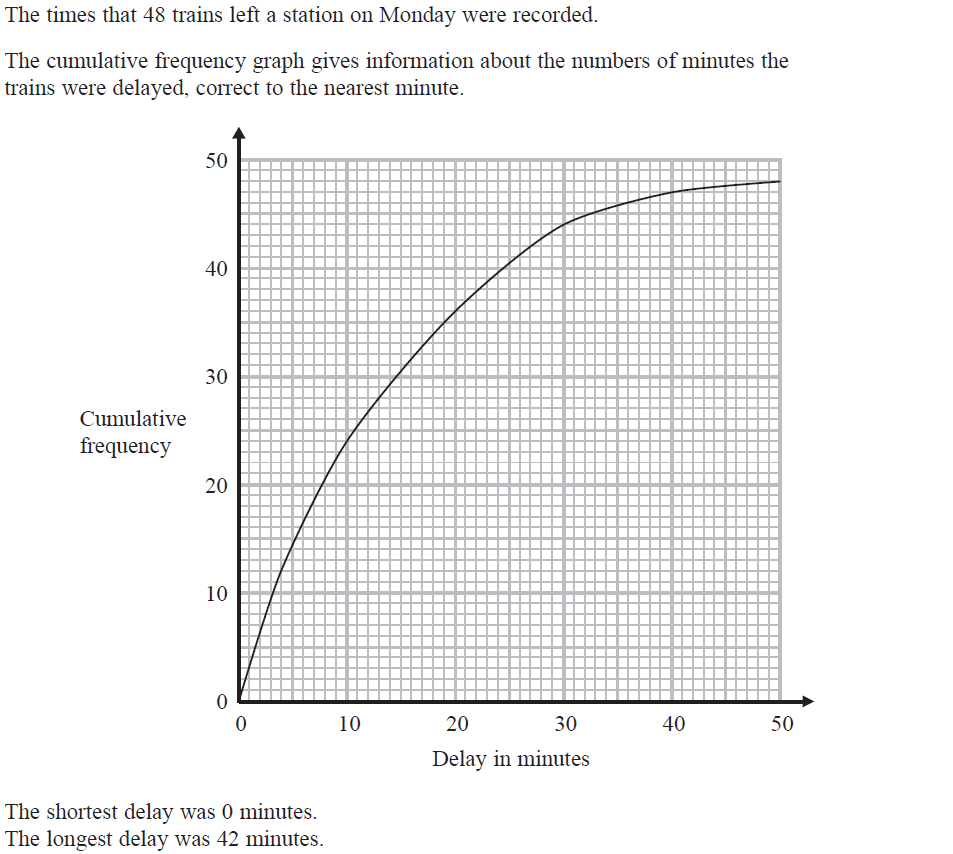 The times that 48 trains left a station on Monday were recorded.
The cumulative frequency graph gives information about the numbers of minutes the
trains were delayed, correct to the nearest minute.
50
40
30
Cumulative
frequency
20
10
0
0 10 20 30 40 50
Delay in minutes
The shortest delay was 0 minutes.
The longest delay was 42 minutes.